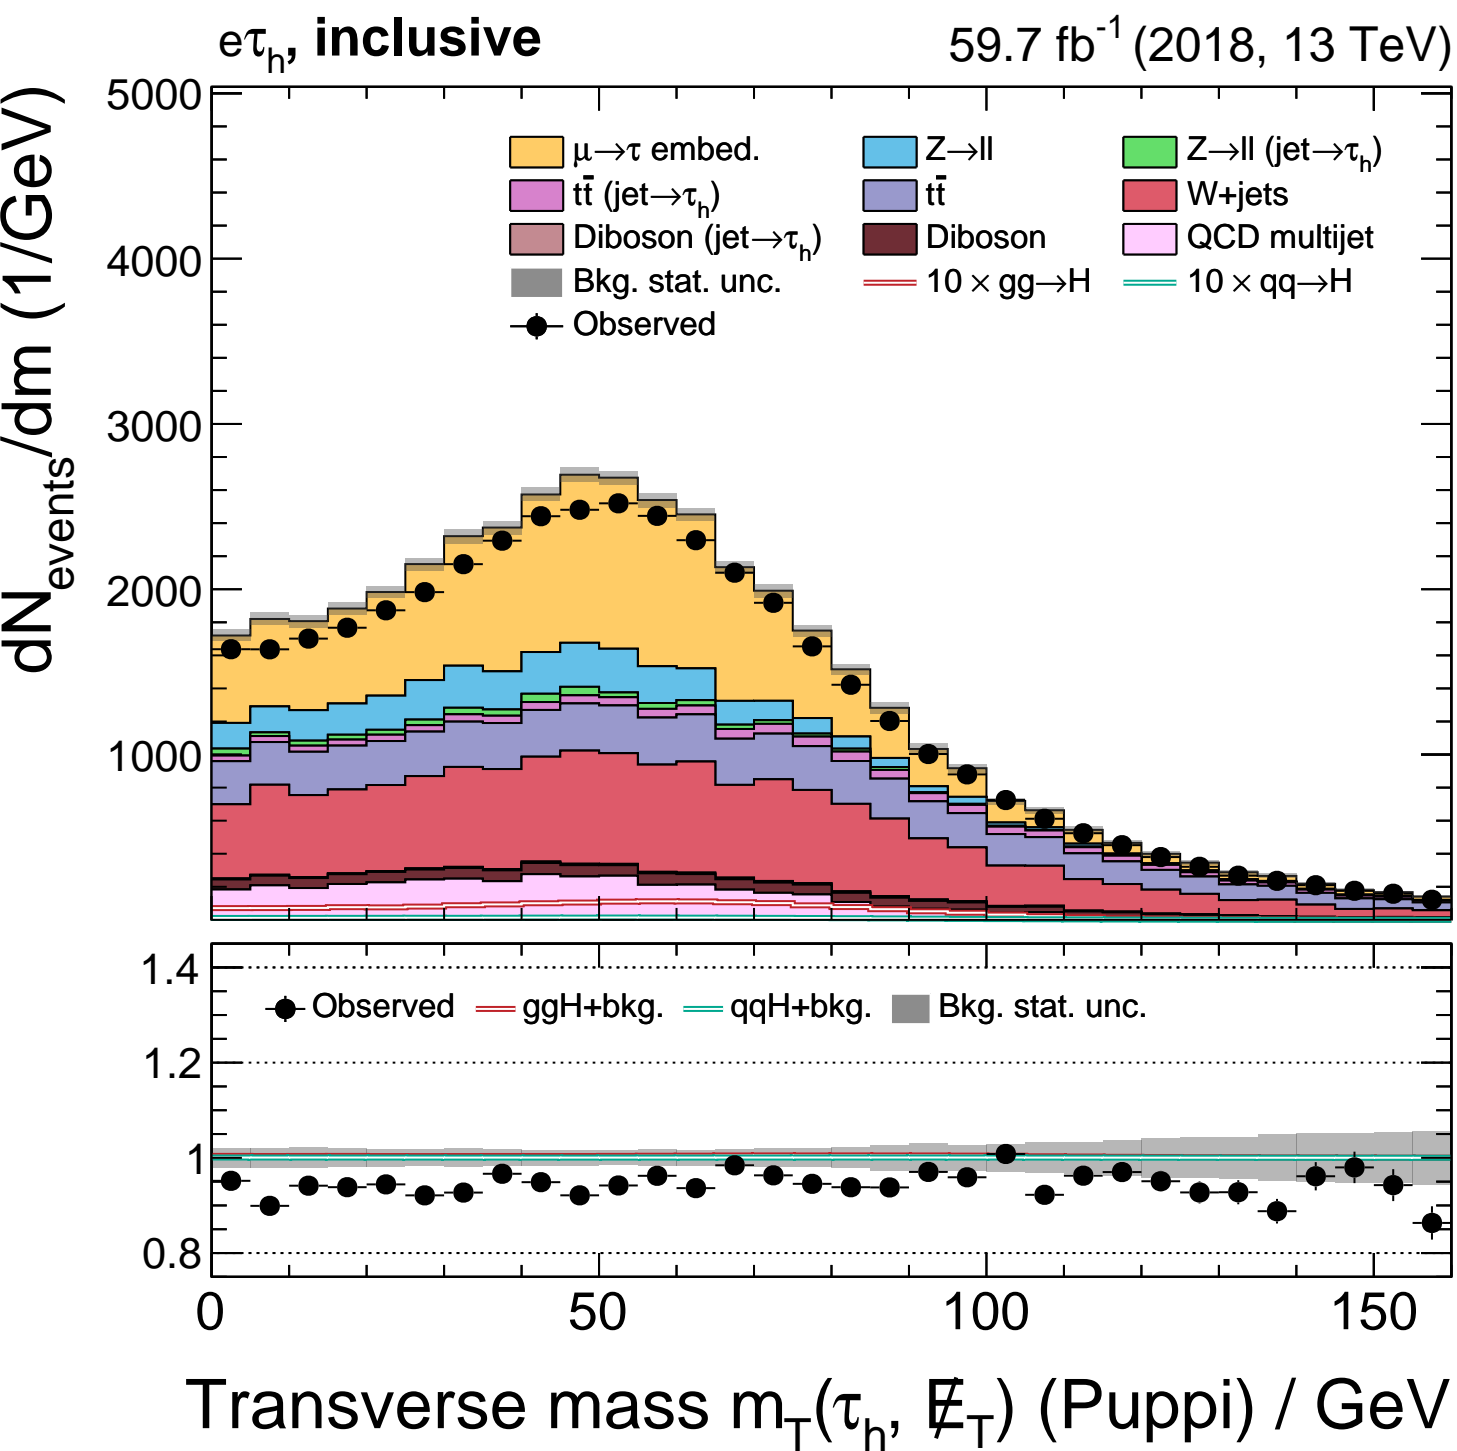 eτh, inclusive 59.7 fb-1 (2018, 13 TeV)
dNevents/dm (1/GeV)
5000
4000
3000
2000
1000
μ→τ embed. Z→ll Z→ll (jet→τh)
tt̄ (jet→τh) tt̄ W+jets
Diboson (jet→τh) Diboson QCD multijet
Bkg. stat. unc. 10 × gg→H 10 × qq→H
Observed
1.4
1.2
1
0.8
Observed ggH+bkg. qqH+bkg. Bkg. stat. unc.
0 50 100 150
Transverse mass mT(τh, E̸T) (Puppi) / GeV